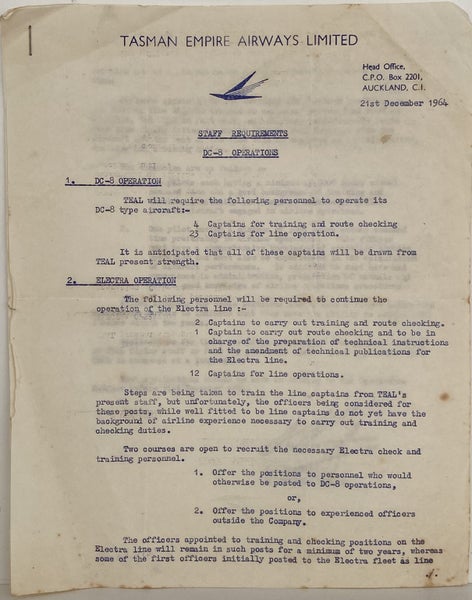 TASMAN EMPIRE AIRWAYS LIMITED
Head Office,
C.P.O. Box 2201,
AUCKLAND, C.I.
21st December 1964
STAFF REQUIREMENTS
DC-8 OPERATIONS
1. DC-8 OPERATION
TEAL will require the following personnel to operate its
DC-8 type aircraft:-
4 Captains for training and route checking
23 Captains for line operation.
It is anticipated that all of these captains will be drawn from
TEAL present strength.
2. ELECTRA OPERATION
The following personnel will be required to continue the
operation of the Electra line :-
2 Captains to carry out training and route checking.
1 Captain to carry out route checking and to be in
charge of the preparation of technical instructions
and the amendment of technical publications for
the Electra line.
12 Captains for line operations.
Steps are being taken to train the line captains from TEAL's
present staff, but unfortunately, the officers being considered for
these posts, while well fitted to be line captains do not yet have the
background of airline experience necessary to carry out training and
checking duties.
Two courses are open to recruit the necessary Electra check and
training personnel.
1. Offer the positions to personnel who would
otherwise be posted to DC-8 operations,
or,
2. Offer the positions to experienced officers
outside the Company.
The officers appointed to training and checking positions on the
Electra line will remain in such posts for a minimum of two years, whereas
some of the first officers initially posted to the Electra fleet as line